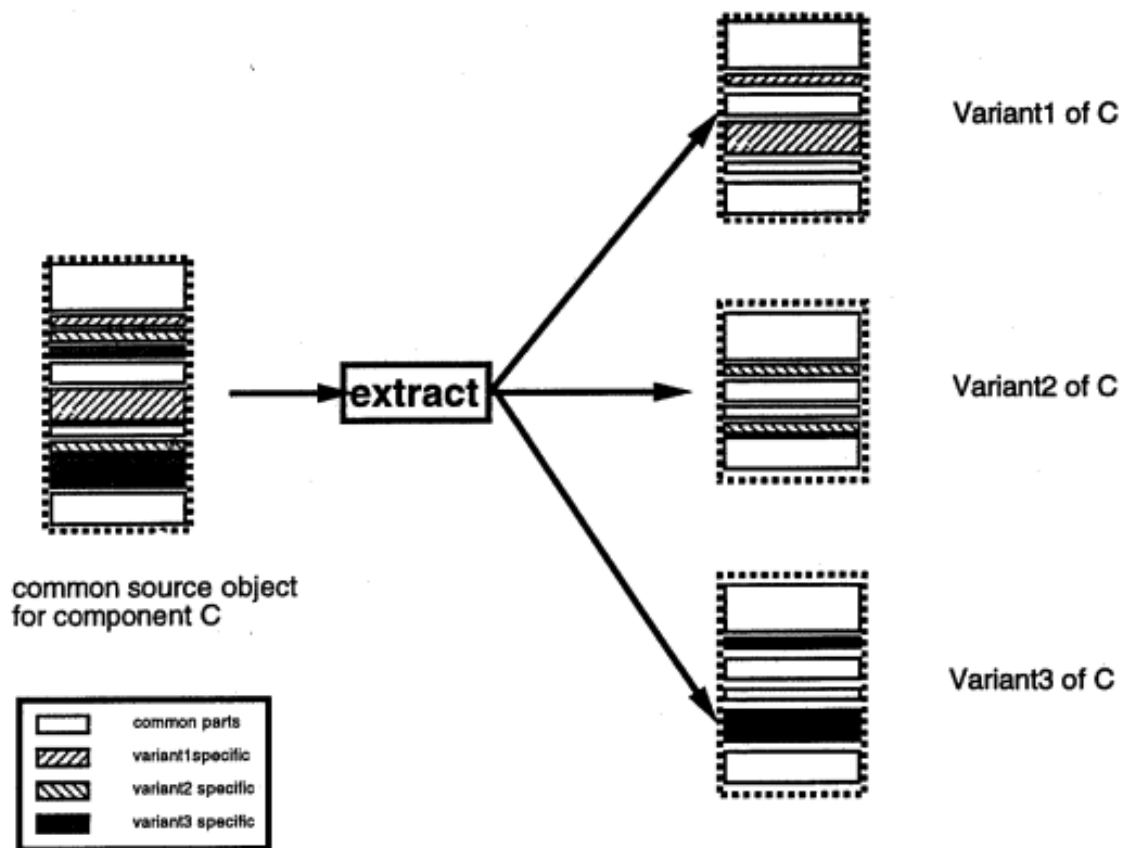 Variant1 of C
extract
Variant2 of C
common source object
for component C
Variant3 of C
common parts
variant1specific
variant2 specific
variant3 specific